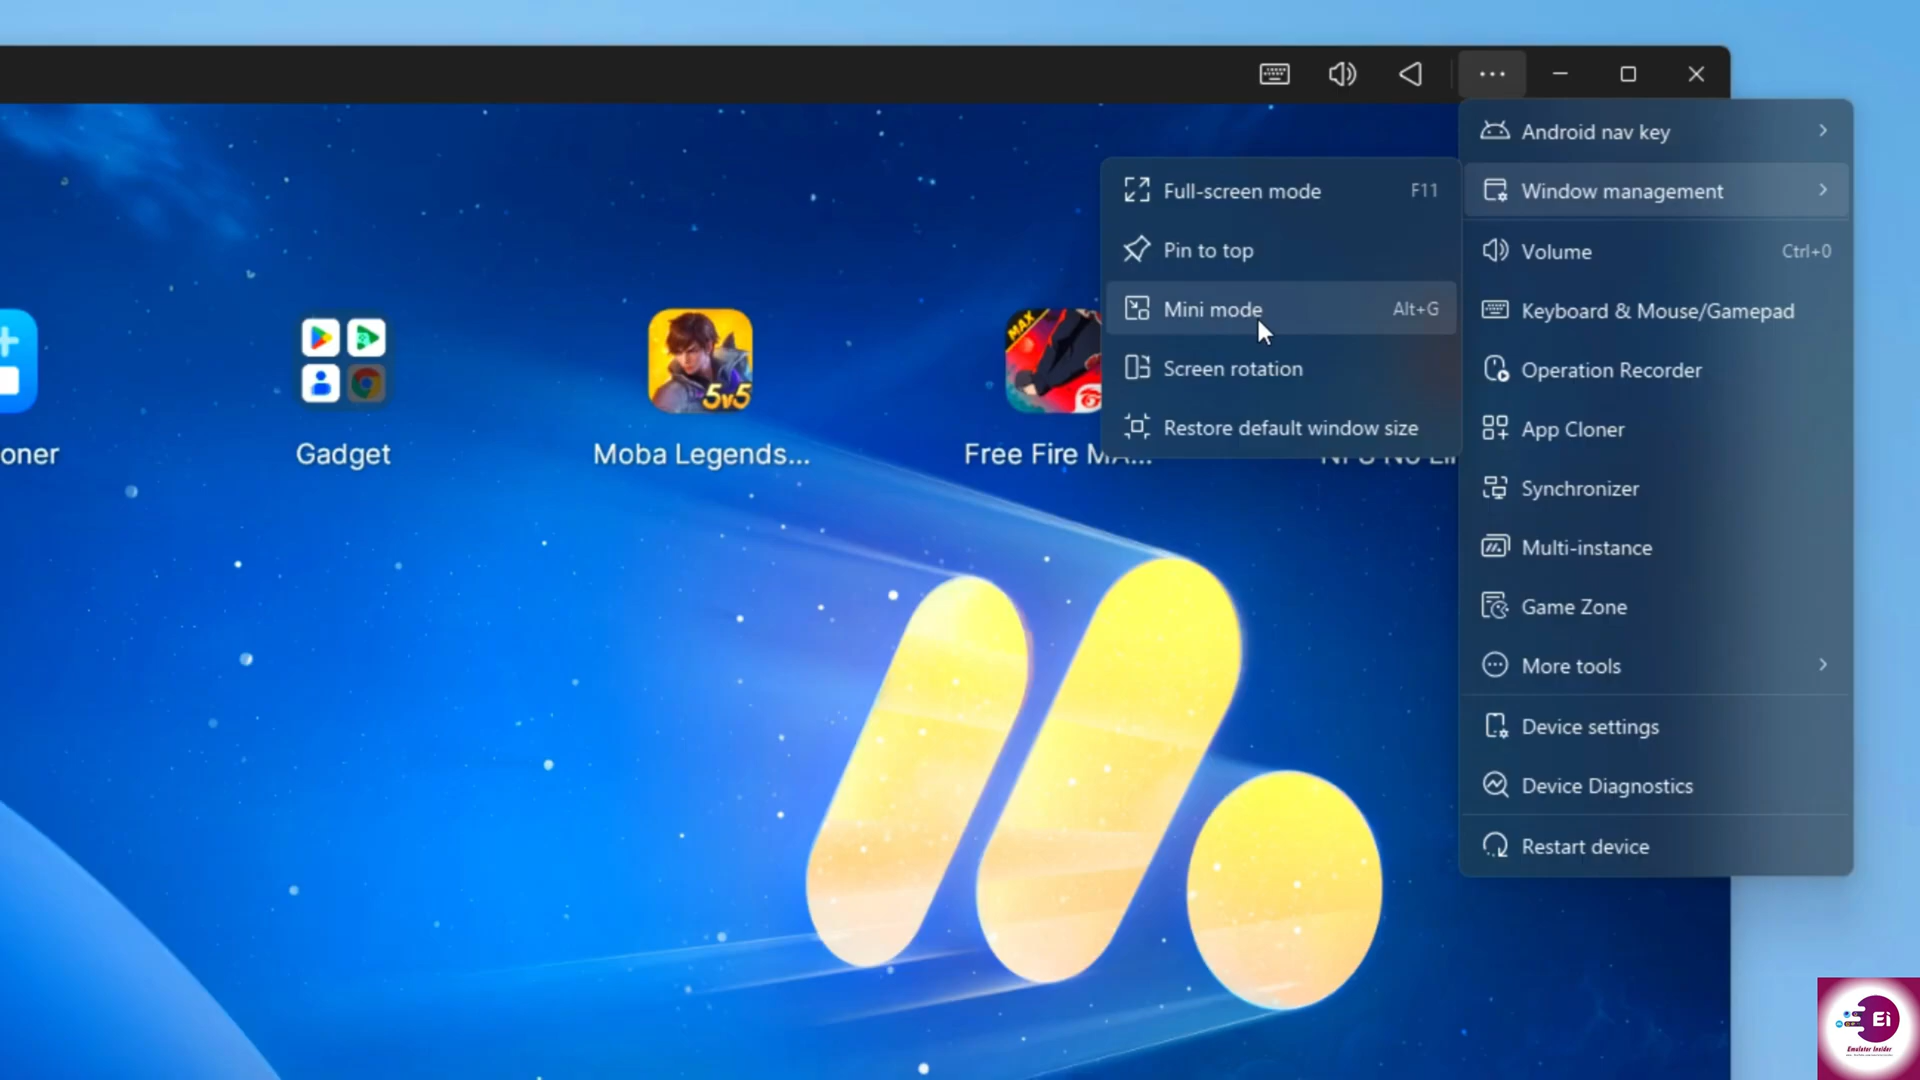 Android nav key
Full-screen mode F11
Window management
Pin to top
Volume Ctrl+0
Mini mode Alt+G
Keyboard & Mouse/Gamepad
Screen rotation
Operation Recorder
Restore default window size
App Cloner
MAX
5v5
oner
Gadget
Moba Legends...
Free Fire MA...
Synchronizer
Multi-instance
Game Zone
More tools
Device settings
Device Diagnostics
Restart device
Ei
Emulator Insider